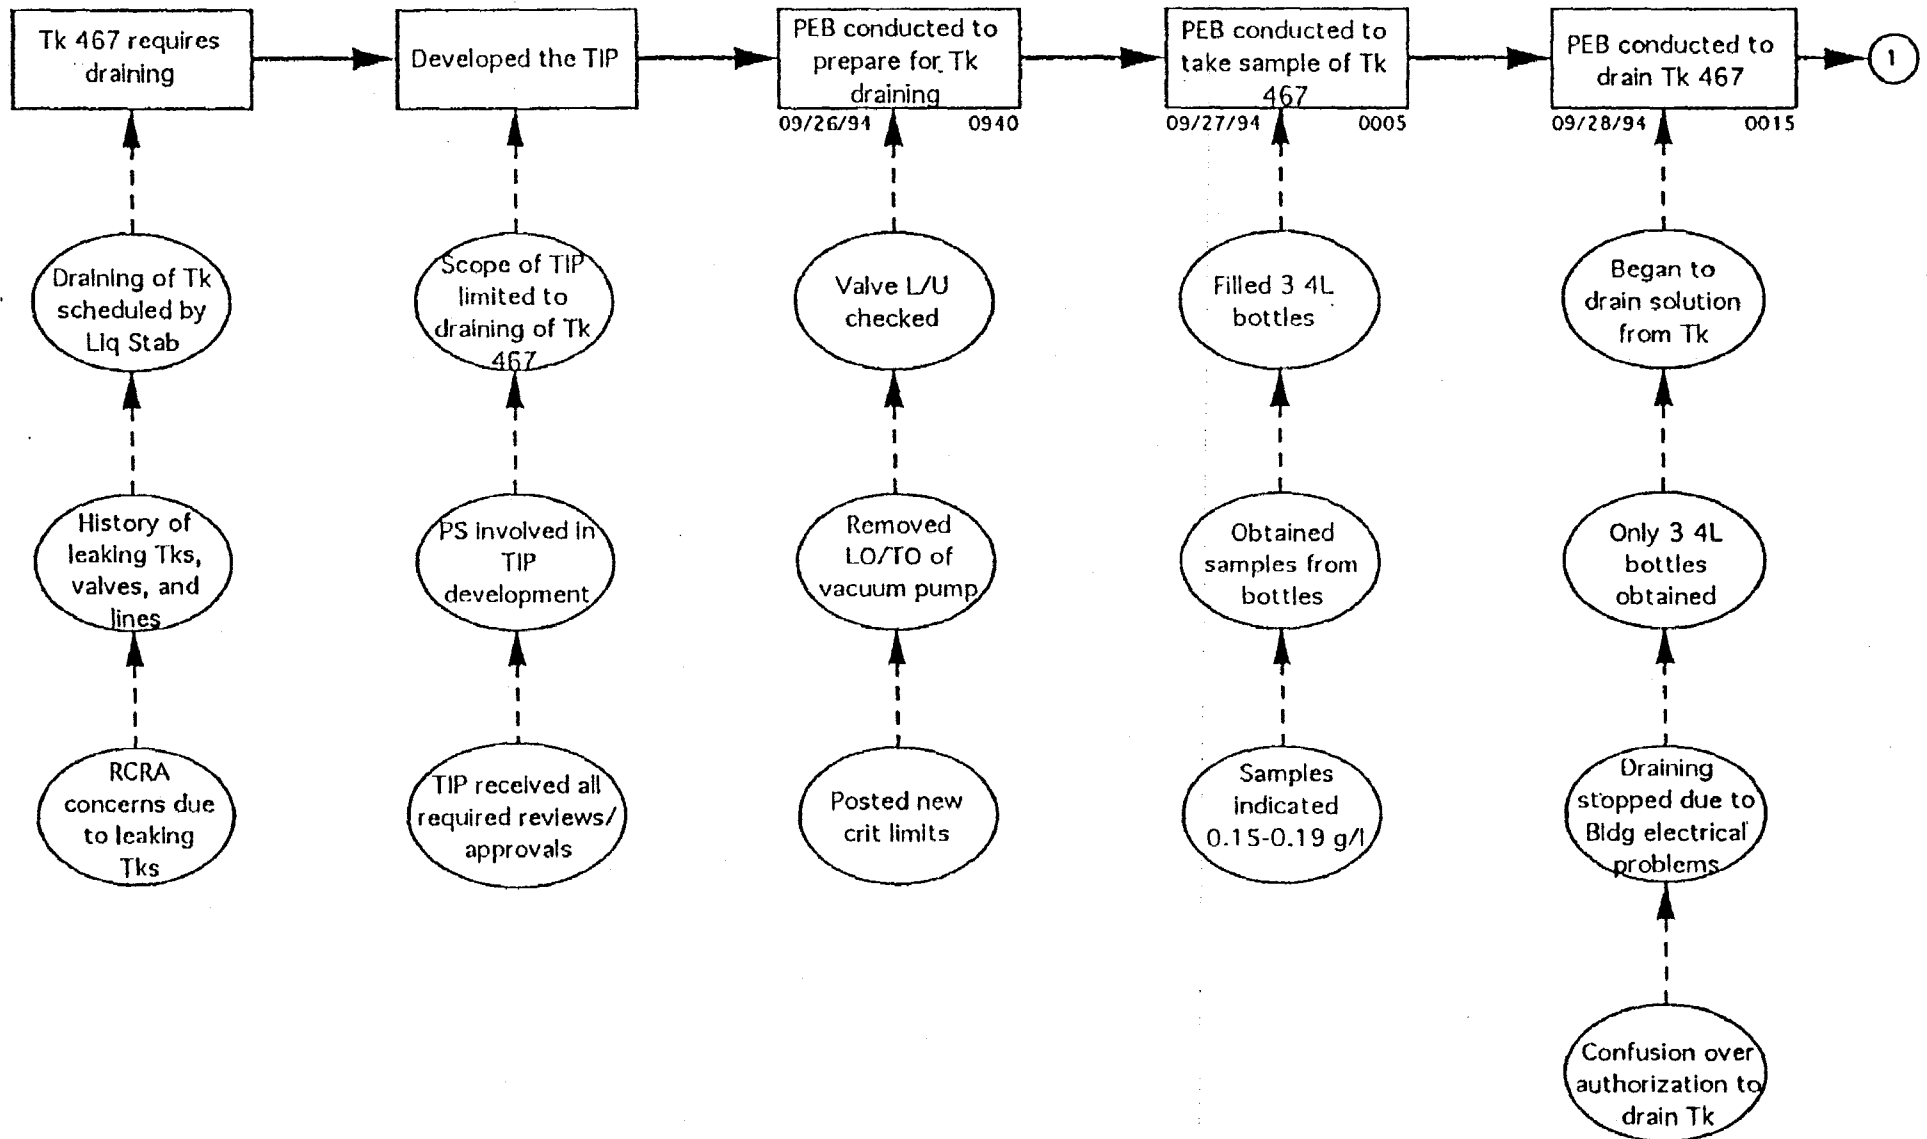 Tk 467 requires
draining
Developed the TIP
PEB conducted to
prepare for Tk
draining
09/26/94 0940
PEB conducted to
take sample of Tk
467
09/27/94 0005
PEB conducted to
drain Tk 467
09/28/94 0015
1
Draining of Tk
scheduled by
Liq Stab
Scope of TIP
limited to
draining of Tk
467
Valve L/U
checked
Filled 3 4L
bottles
Began to
drain solution
from Tk
History of
leaking Tks,
valves, and
lines
PS involved in
TIP
development
Removed
LO/TO of
vacuum pump
Obtained
samples from
bottles
Only 3 4L
bottles
obtained
RCRA
concerns due
to leaking
Tks
TIP received all
required reviews/
approvals
Posted new
crit limits
Samples
indicated
0.15-0.19 g/l
Draining
stopped due to
Bldg electrical
problems
Confusion over
authorization to
drain Tk